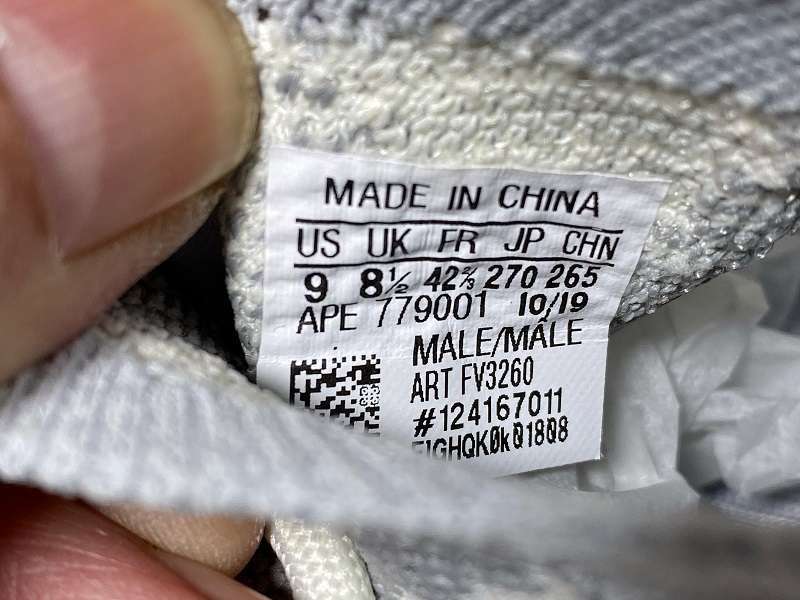 MADE IN CHINA
US UK FR JP CHN
9 8½ 42⅔ 270 265
APE 779001 10/19
MALE/MÂLE
ART FV3260
#124167011